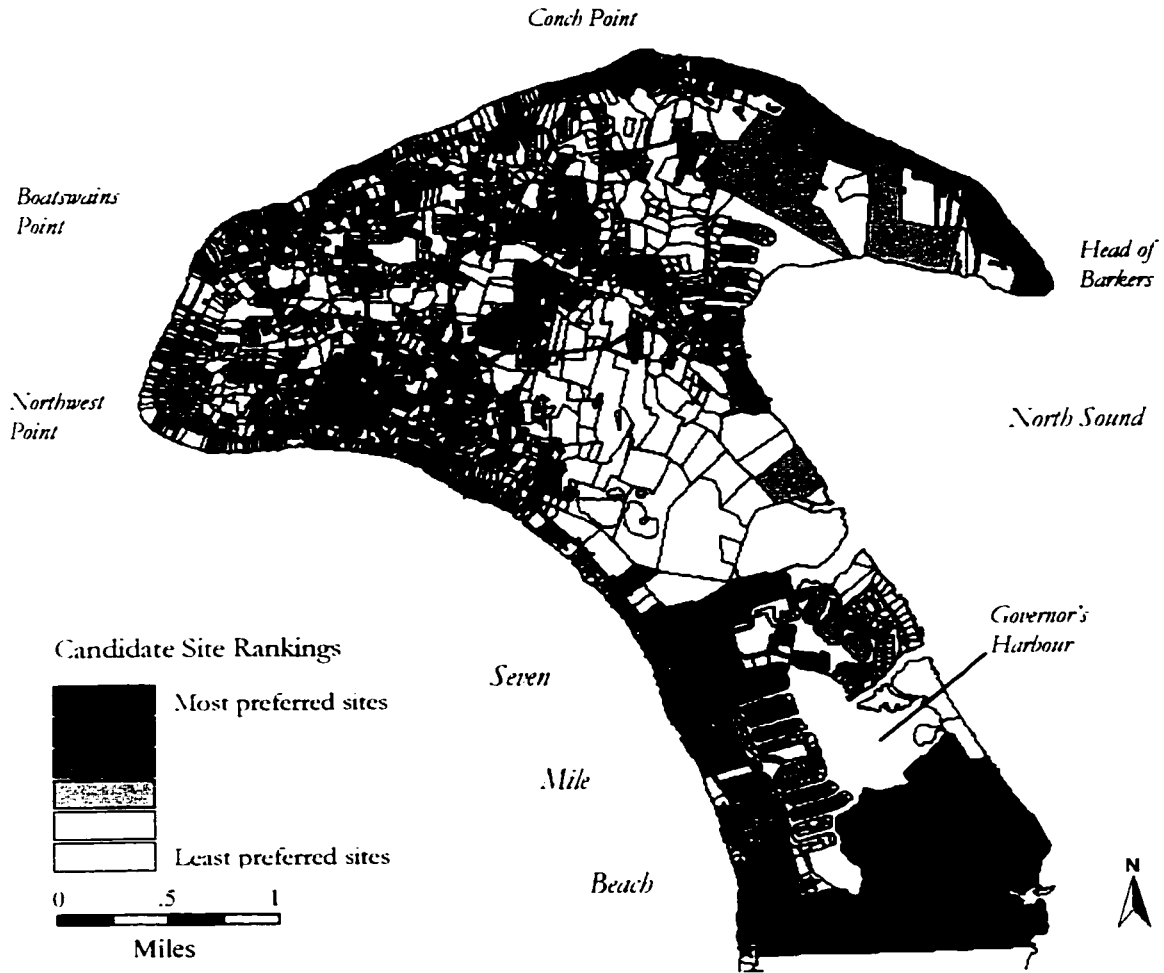 Conch Point
Boatswains
Point
Head of
Barkers
Northwest
Point
North Sound
Governor's
Harbour
Candidate Site Rankings
Seven
Most preferred sites
Mile
Least preferred sites
Beach
0 .5 1
Miles
N